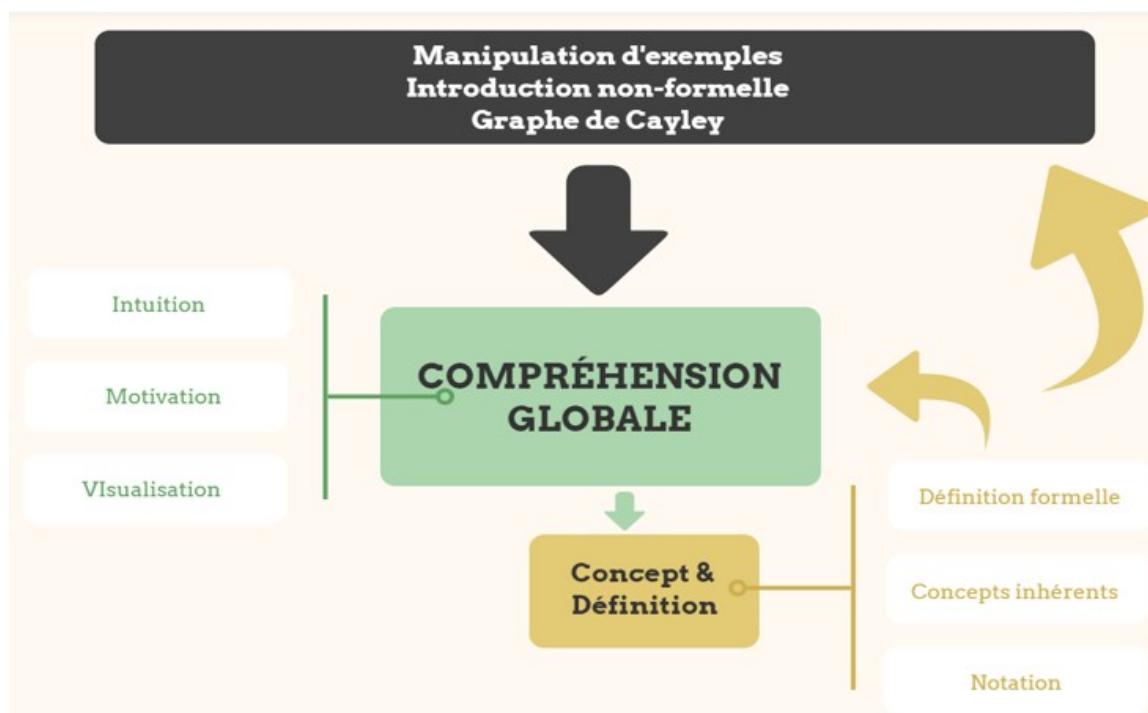 Manipulation d'exemples
Introduction non-formelle
Graphe de Cayley
Intuition
Motivation
VIsualisation
COMPRÉHENSION
GLOBALE
Concept &
Définition
Définition formelle
Concepts inhérents
Notation